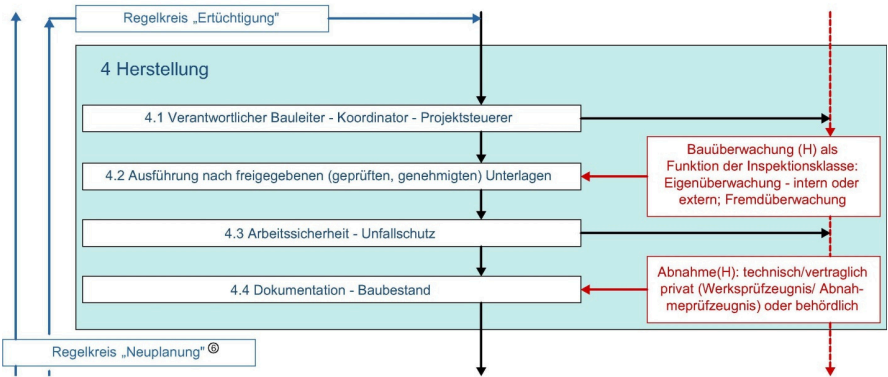 Regelkreis „Ertüchtigung"
4 Herstellung
4.1 Verantwortlicher Bauleiter - Koordinator - Projektsteuerer
Bauüberwachung (H) als
Funktion der Inspektionsklasse:
Eigenüberwachung - intern oder
extern; Fremdüberwachung
4.2 Ausführung nach freigegebenen (geprüften, genehmigten) Unterlagen
4.3 Arbeitssicherheit - Unfallschutz
Abnahme(H): technisch/vertraglich
privat (Werksprüfzeugnis/ Abnah-
meprüfzeugnis) oder behördlich
4.4 Dokumentation - Baubestand
Regelkreis „Neuplanung" ⑥